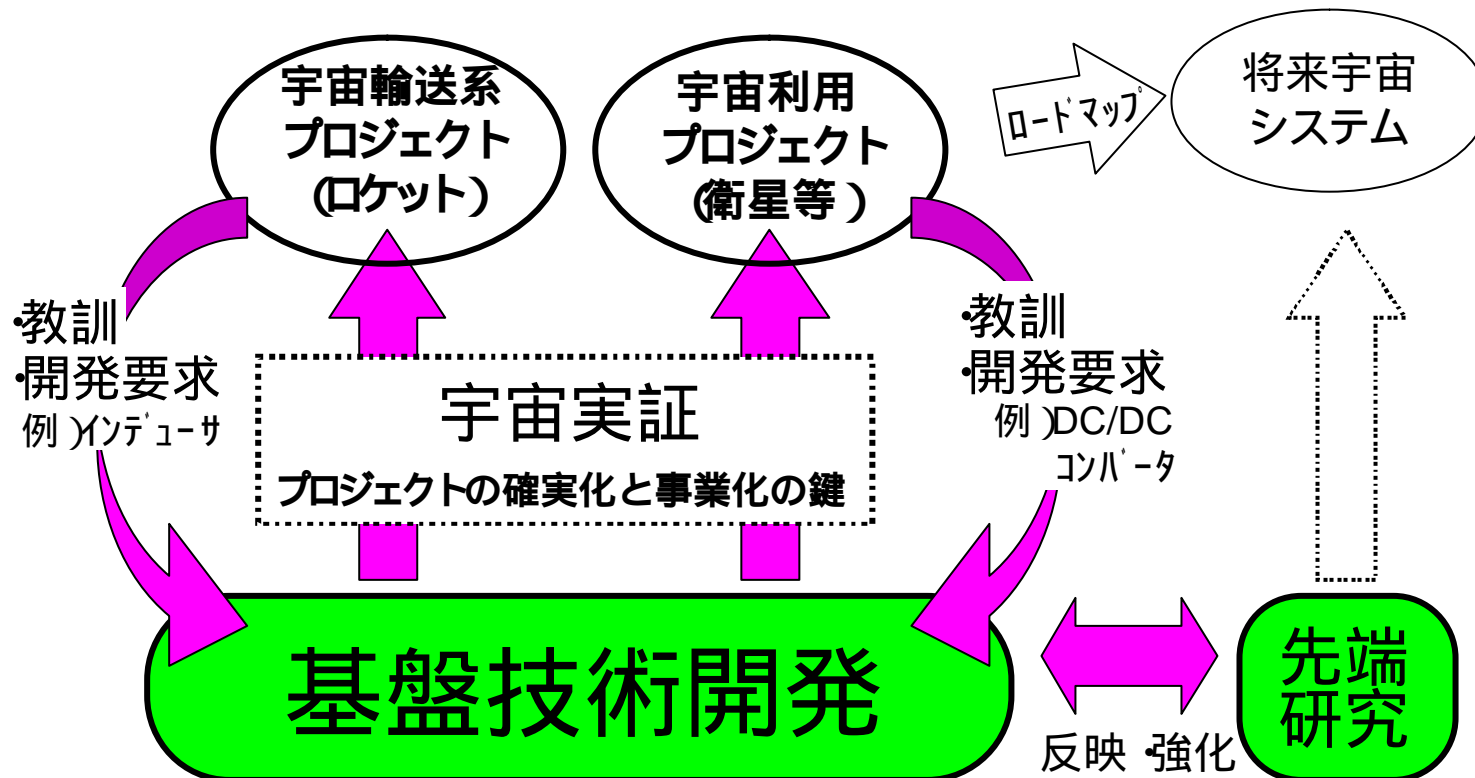 宇宙輸送系
プロジェクト
(ロケット)
宇宙利用
プロジェクト
(衛星等)
ロードマップ
将来宇宙
システム
・教訓
・開発要求
例)インデューサ
宇宙実証
プロジェクトの確実化と事業化の鍵
・教訓
・開発要求
例)DC/DC
コンバータ
基盤技術開発
反映・強化
先端
研究